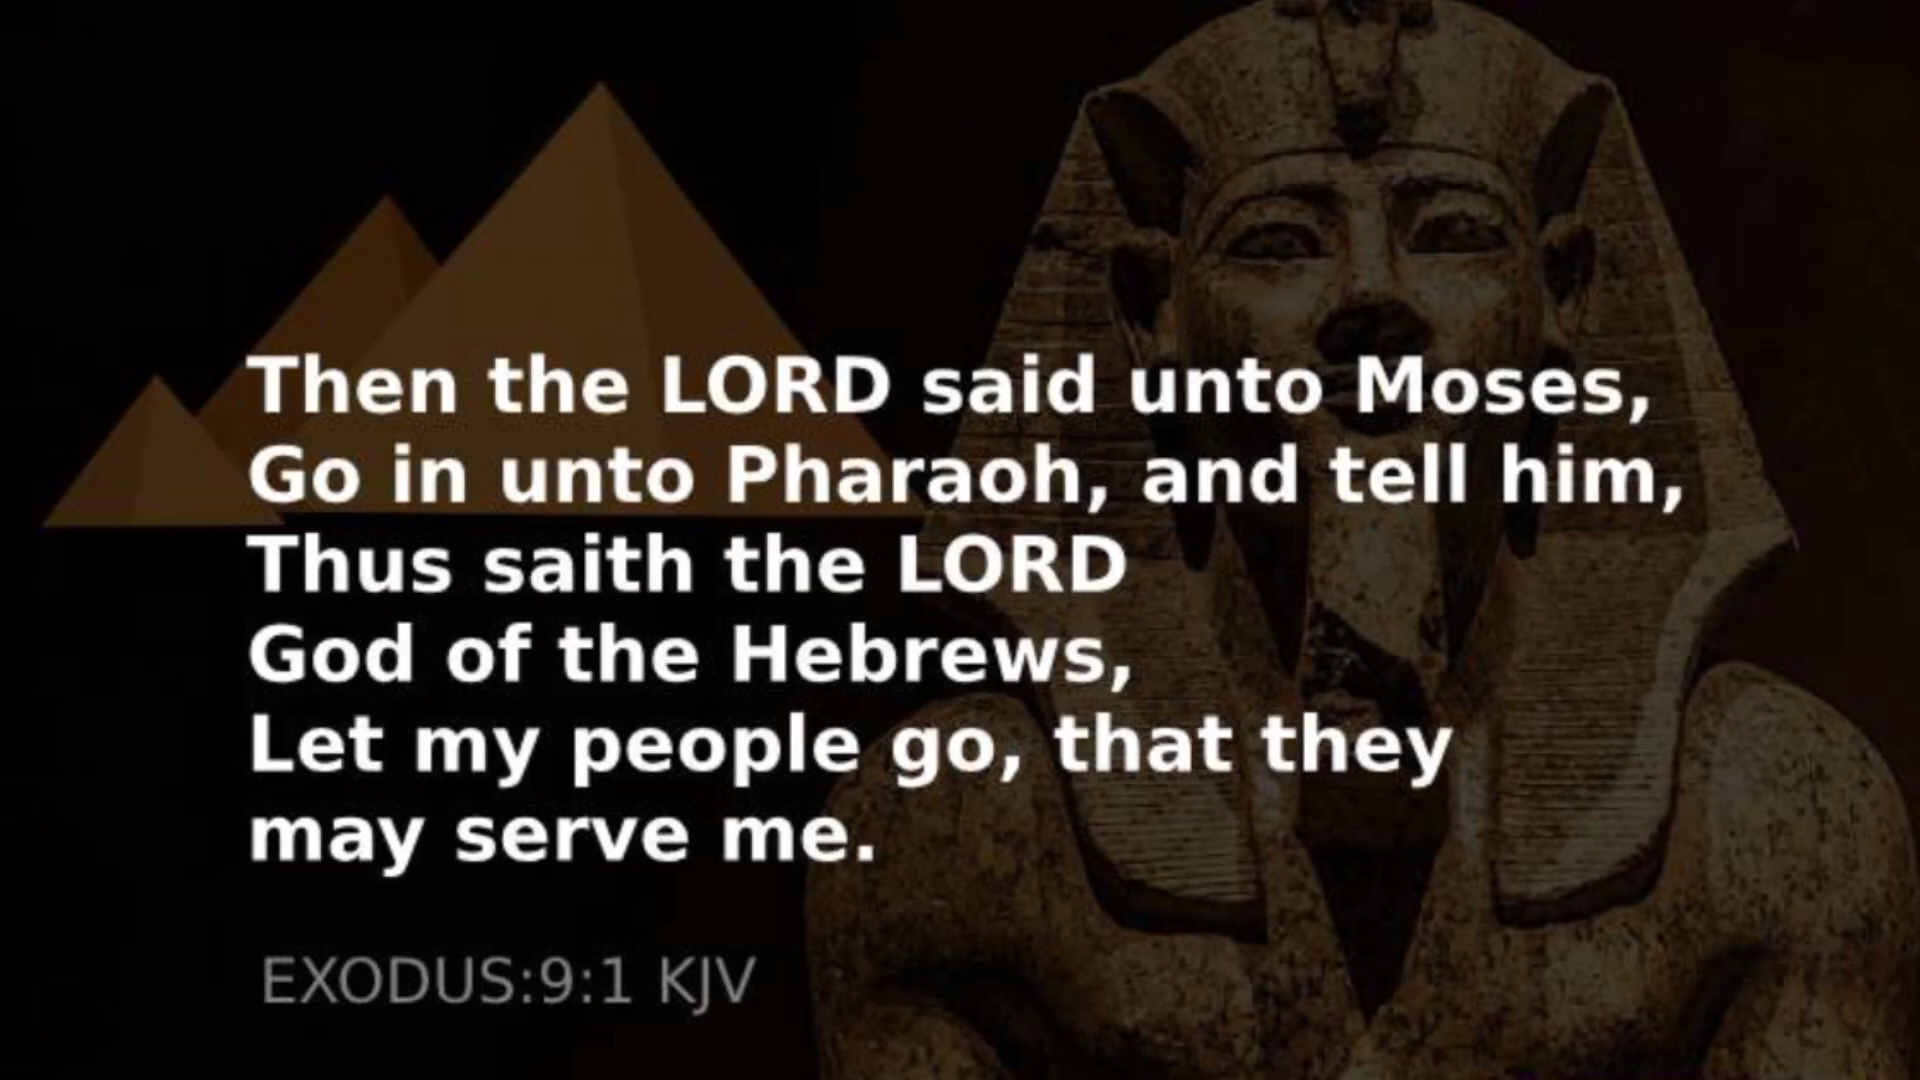 Then the LORD said unto Moses,
Go in unto Pharaoh, and tell him,
Thus saith the LORD
God of the Hebrews,
Let my people go, that they
may serve me.
EXODUS:9:1 KJV